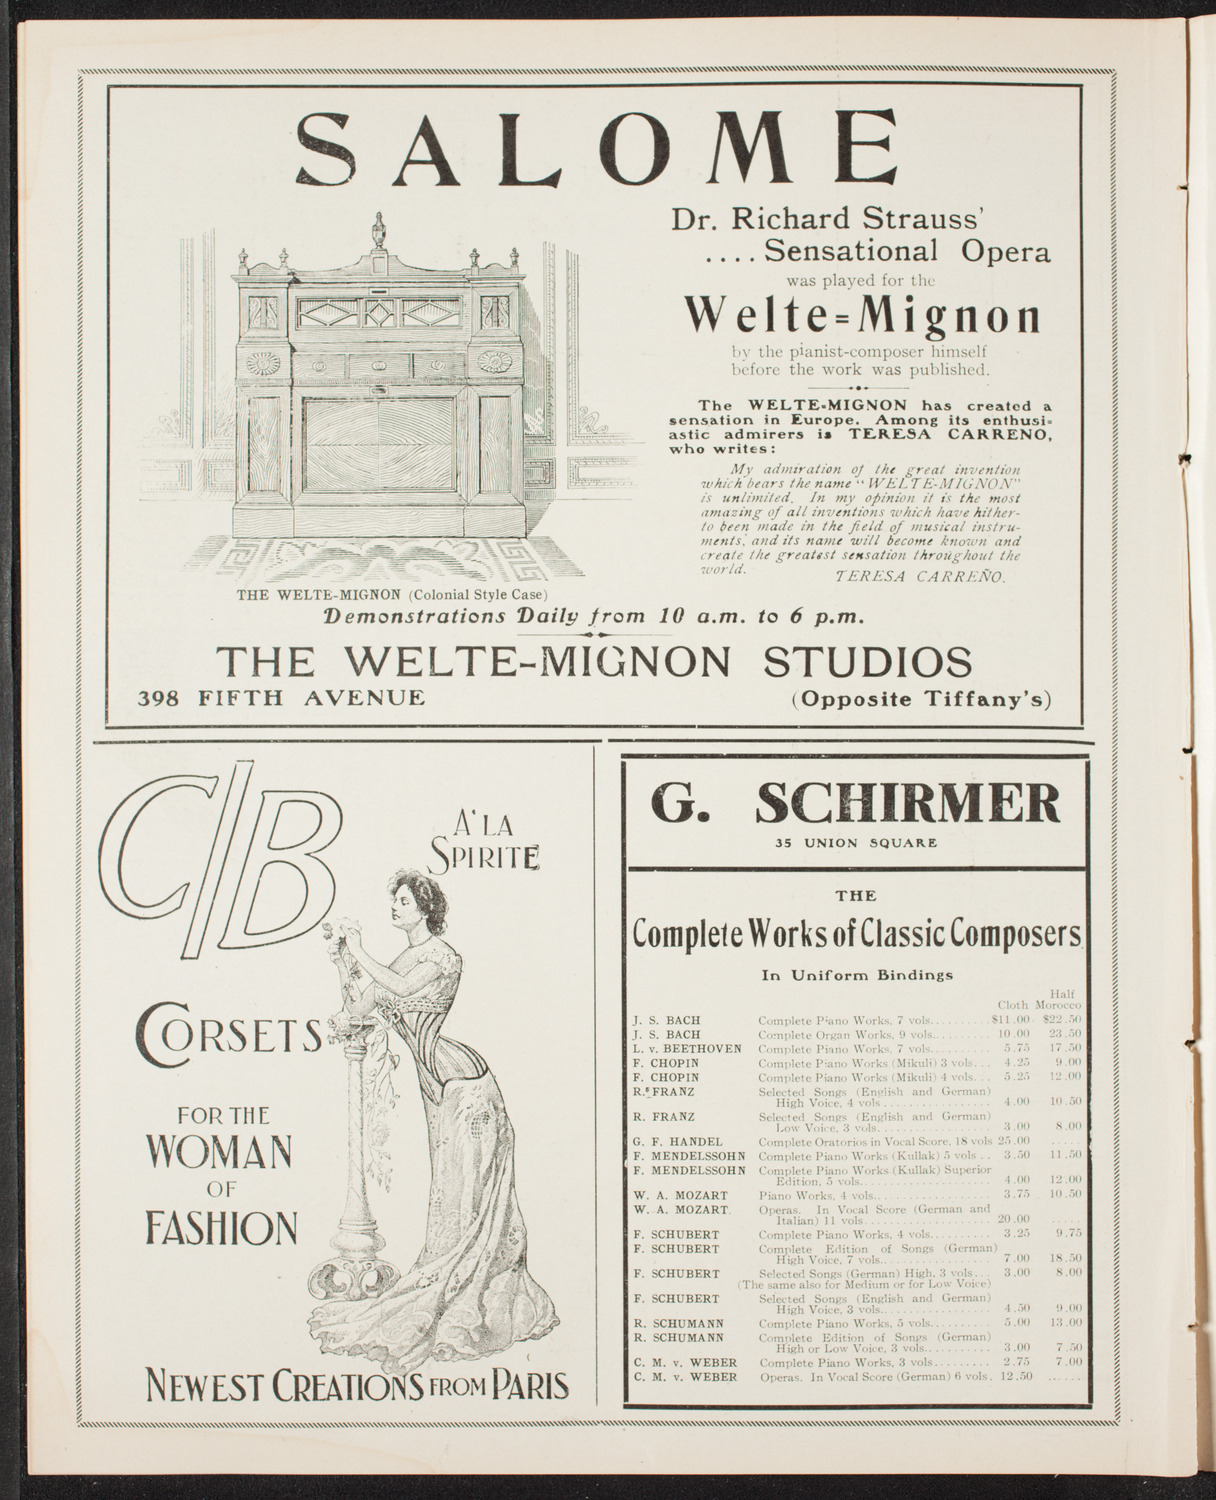 SALOME
Dr. Richard Strauss'
....Sensational Opera
was played for the
Welte=Mignon
by the pianist-composer himself
before the work was published.
The WELTE-MIGNON has created a
sensation in Europe. Among its enthusi-
astic admirers is TERESA CARRENO,
who writes:
My admiration of the great invention
which bears the name "WELTE-MIGNON"
is unlimited. In my opinion it is the most
amazing of all inventions which have hither-
to been made in the field of musical instru-
ments, and its name will become known and
create the greatest sensation throughout the
world.
TERESA CARREÑO.
THE WELTE-MIGNON (Colonial Style Case)
Demonstrations Daily from 10 a.m. to 6 p.m.
THE WELTE-MIGNON STUDIOS
398 FIFTH AVENUE (Opposite Tiffany's)
C/B
A' LA
SPIRITE
CORSETS
FOR THE
WOMAN
OF
FASHION
NEWEST CREATIONS FROM PARIS
G. SCHIRMER
35 UNION SQUARE
THE
Complete Works of Classic Composers
In Uniform Bindings
Half
Cloth Morocco
J. S. BACH Complete Piano Works, 7 vols.......... $11.00 $22.50
J. S. BACH Complete Organ Works, 9 vols.......... 10.00 23.50
L. v. BEETHOVEN Complete Piano Works, 7 vols.......... 5.75 17.50
F. CHOPIN Complete Piano Works (Mikuli) 3 vols... 4.25 9.00
F. CHOPIN Complete Piano Works (Mikuli) 4 vols... 5.25 12.00
R. FRANZ Selected Songs (English and German)
High Voice, 4 vols................. 4.00 10.50
R. FRANZ Selected Songs (English and German)
Low Voice, 3 vols.................. 3.00 8.00
G. F. HANDEL Complete Oratorios in Vocal Score, 18 vols 25.00 .....
F. MENDELSSOHN Complete Piano Works (Kullak) 5 vols .. 3.50 11.50
F. MENDELSSOHN Complete Piano Works (Kullak) Superior
Edition, 5 vols.................... 4.00 12.00
W. A. MOZART Piano Works, 4 vols.................. 3.75 10.50
W. A. MOZART Operas. In Vocal Score (German and
Italian) 11 vols................... 20.00 .....
F. SCHUBERT Complete Piano Works, 4 vols.......... 3.25 9.75
F. SCHUBERT Complete Edition of Songs (German)
High Voice, 7 vols................. 7.00 18.50
F. SCHUBERT Selected Songs (German) High, 3 vols... 3.00 8.00
(The same also for Medium or for Low Voice)
F. SCHUBERT Selected Songs (English and German)
High Voice, 3 vols................. 4.50 9.00
R. SCHUMANN Complete Piano Works, 5 vols.......... 5.00 13.00
R. SCHUMANN Complete Edition of Songs (German)
High or Low Voice, 3 vols.......... 3.00 7.50
C. M. v. WEBER Complete Piano Works, 3 vols......... 2.75 7.00
C. M. v. WEBER Operas. In Vocal Score (German) 6 vols. 12.50 ......